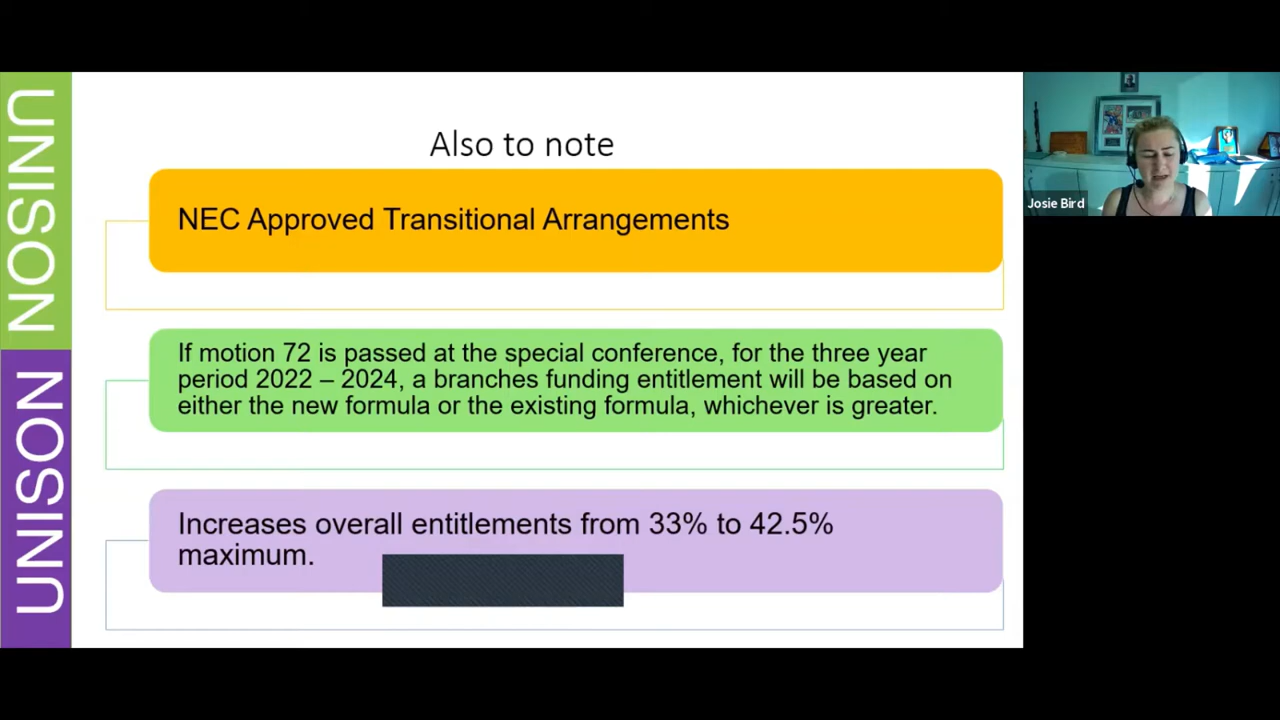 UNISON
UNISON
Also to note
NEC Approved Transitional Arrangements
If motion 72 is passed at the special conference, for the three year
period 2022 – 2024, a branches funding entitlement will be based on
either the new formula or the existing formula, whichever is greater.
Increases overall entitlements from 33% to 42.5%
maximum.
Josie Bird